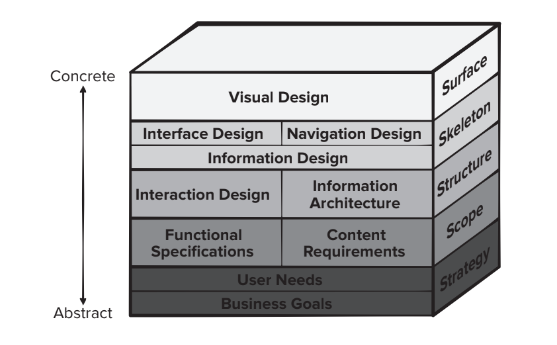 Concrete
Visual Design
Surface
Interface Design
Navigation Design
Skeleton
Information Design
Interaction Design
Information
Architecture
Structure
Functional
Specifications
Content
Requirements
Scope
User Needs
Business Goals
Strategy
Abstract